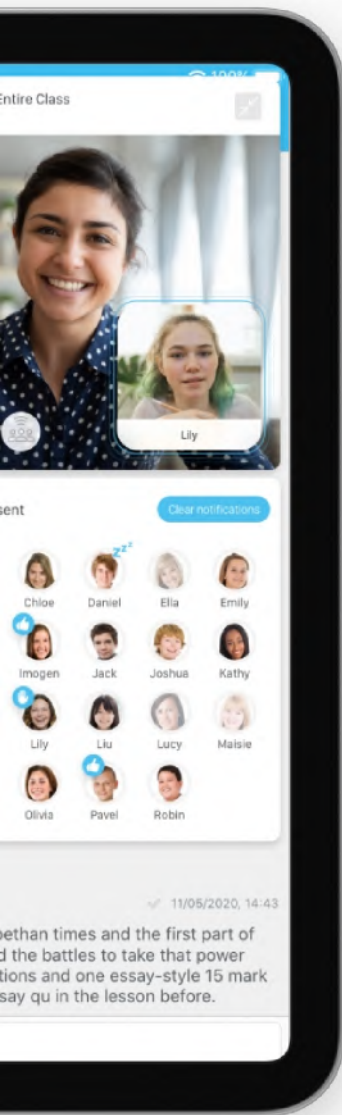 100%
Entire Class
Lily
sent
Clear notifications
zzz
Chloe Daniel Ella Emily
Imogen Jack Joshua Kathy
Lily Liu Lucy Maisie
Olivia Pavel Robin
11/05/2020, 14:43
bethan times and the first part of
d the battles to take that power
tions and one essay-style 15 mark
say qu in the lesson before.